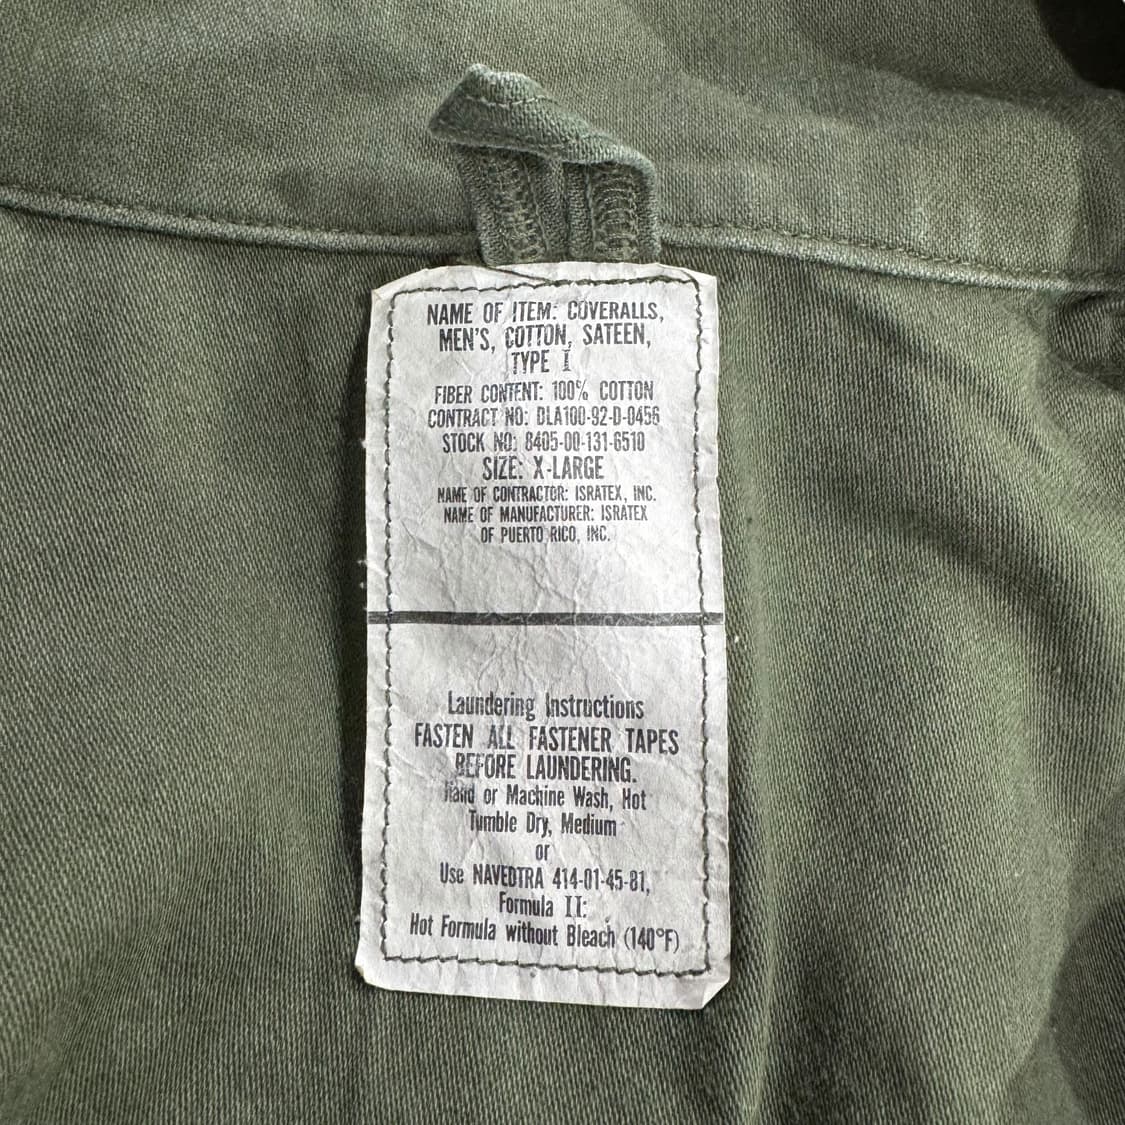 NAME OF ITEM: COVERALLS,
MEN'S, COTTON, SATEEN,
TYPE I
FIBER CONTENT: 100% COTTON
CONTRACT NO: DLA100-92-D-0456
STOCK NO: 8405-00-131-6510
SIZE: X-LARGE
NAME OF CONTRACTOR: ISRATEX, INC.
NAME OF MANUFACTURER: ISRATEX
OF PUERTO RICO, INC.
Laundering Instructions
FASTEN ALL FASTENER TAPES
BEFORE LAUNDERING.
Hand or Machine Wash, Hot
Tumble Dry, Medium
or
Use NAVEDTRA 414-01-45-81,
Formula II:
Hot Formula without Bleach (140°F)